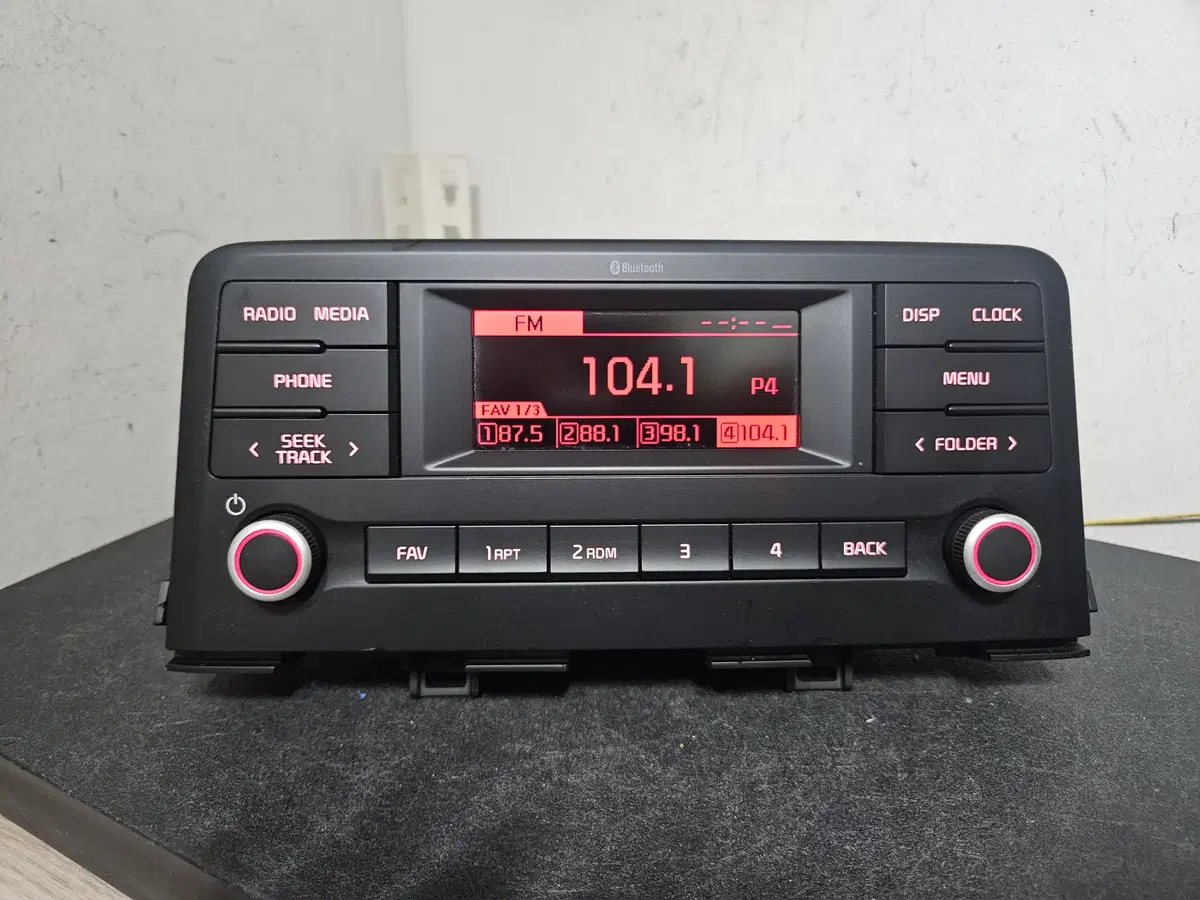 Bluetooth
RADIO MEDIA
PHONE
< SEEK >
TRACK
FM --:-- --
104.1 P4
FAV 1/3
1 87.5 2 88.1 3 98.1 4 104.1
DISP CLOCK
MENU
< FOLDER >
FAV 1 RPT 2 RDM 3 4 BACK